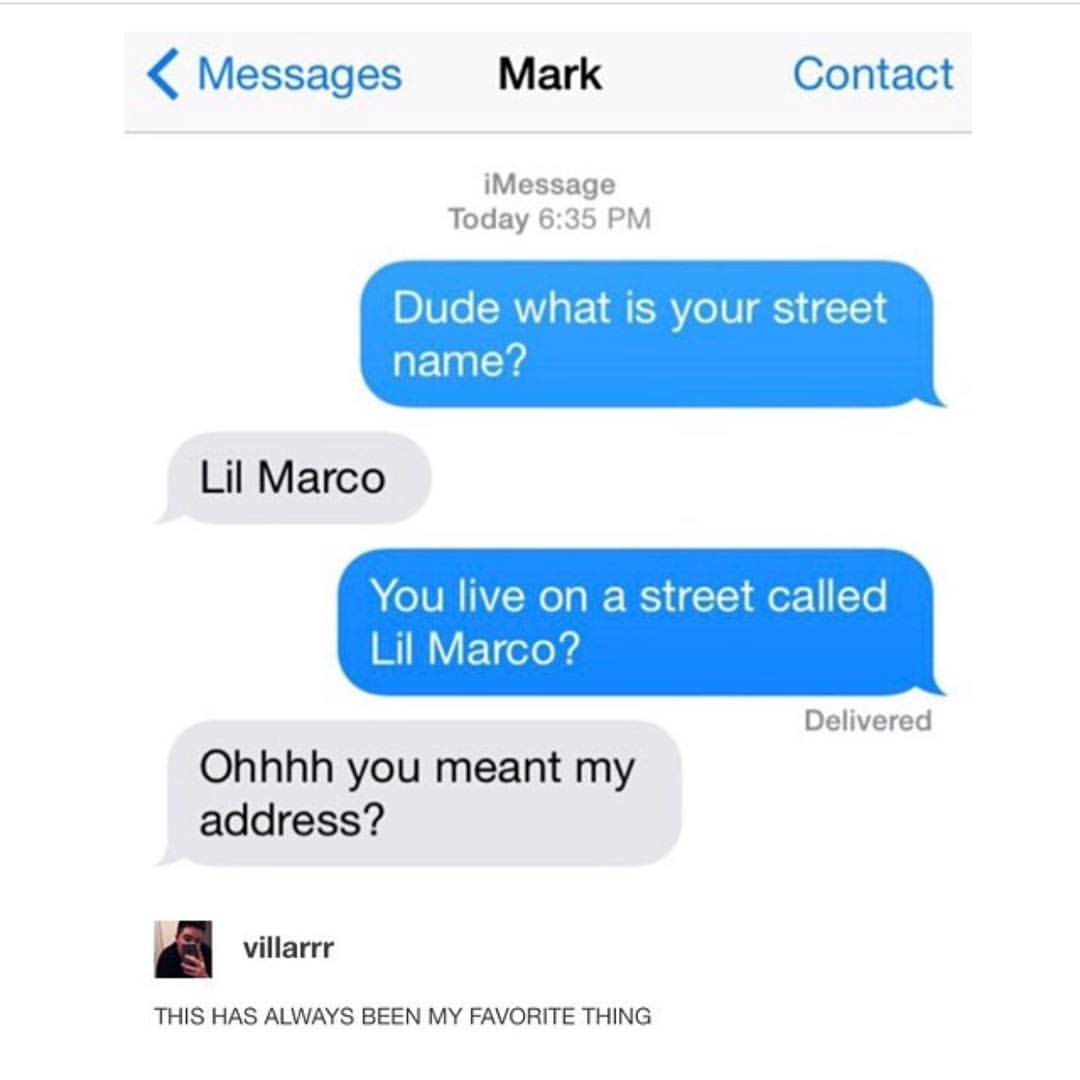 Messages Mark Contact
iMessage
Today 6:35 PM
Dude what is your street
name?
Lil Marco
You live on a street called
Lil Marco?
Delivered
Ohhhh you meant my
address?
villarrr
THIS HAS ALWAYS BEEN MY FAVORITE THING